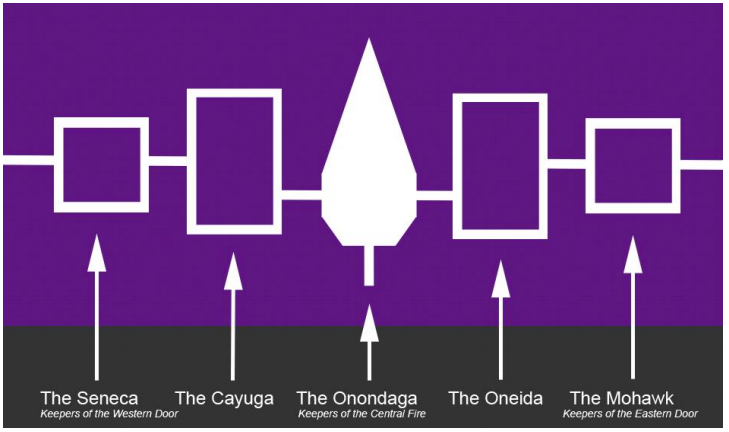 The Seneca The Cayuga The Onondaga The Oneida The Mohawk
Keepers of the Western Door Keepers of the Central Fire Keepers of the Eastern Door